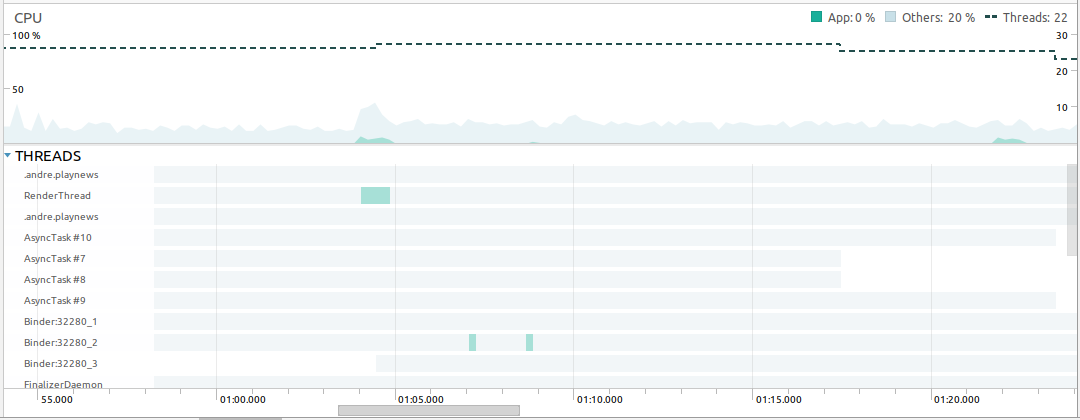 CPU App: 0 % Others: 20 % Threads: 22
100 % 30
20
50
10
THREADS
.andre.playnews
RenderThread
.andre.playnews
AsyncTask #10
AsyncTask #7
AsyncTask #8
AsyncTask #9
Binder:32280_1
Binder:32280_2
Binder:32280_3
FinalizerDaemon
55.000 01:00.000 01:05.000 01:10.000 01:15.000 01:20.000